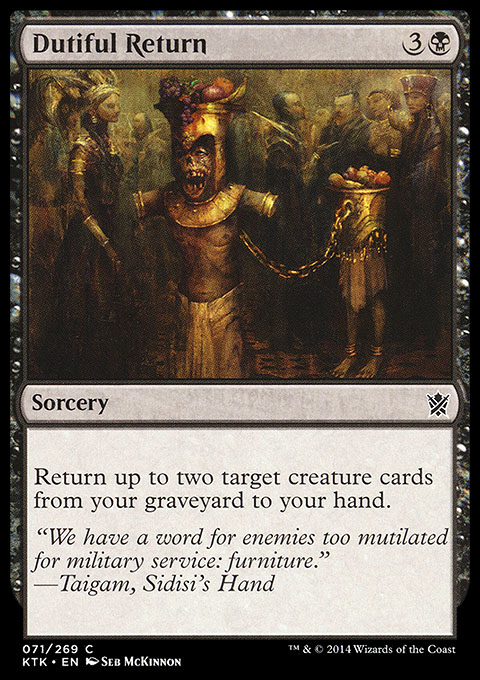 Dutiful Return 3
Sorcery
Return up to two target creature cards
from your graveyard to your hand.
“We have a word for enemies too mutilated
for military service: furniture.”
—Taigam, Sidisi’s Hand
071/269 C
KTK • EN Seb McKinnon
™ & © 2014 Wizards of the Coast